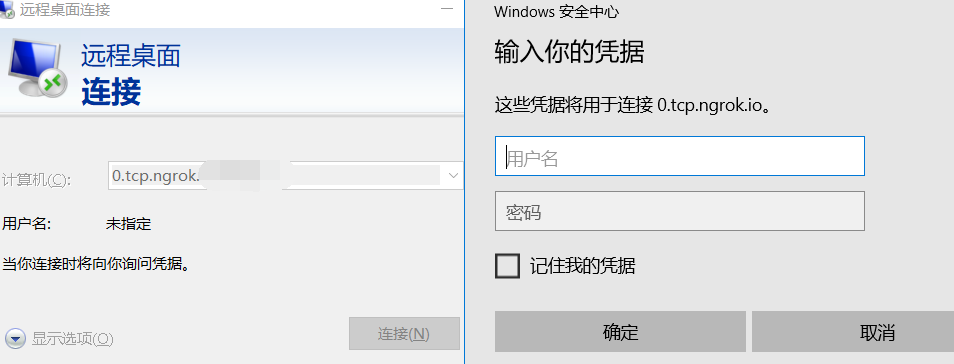 远程桌面连接
远程桌面
连接
计算机(C):
0.tcp.ngrok.
用户名:
未指定
当你连接时将向你询问凭据。
显示选项(O)
连接(N)
Windows 安全中心
输入你的凭据
这些凭据将用于连接 0.tcp.ngrok.io。
用户名
密码
记住我的凭据
确定
取消